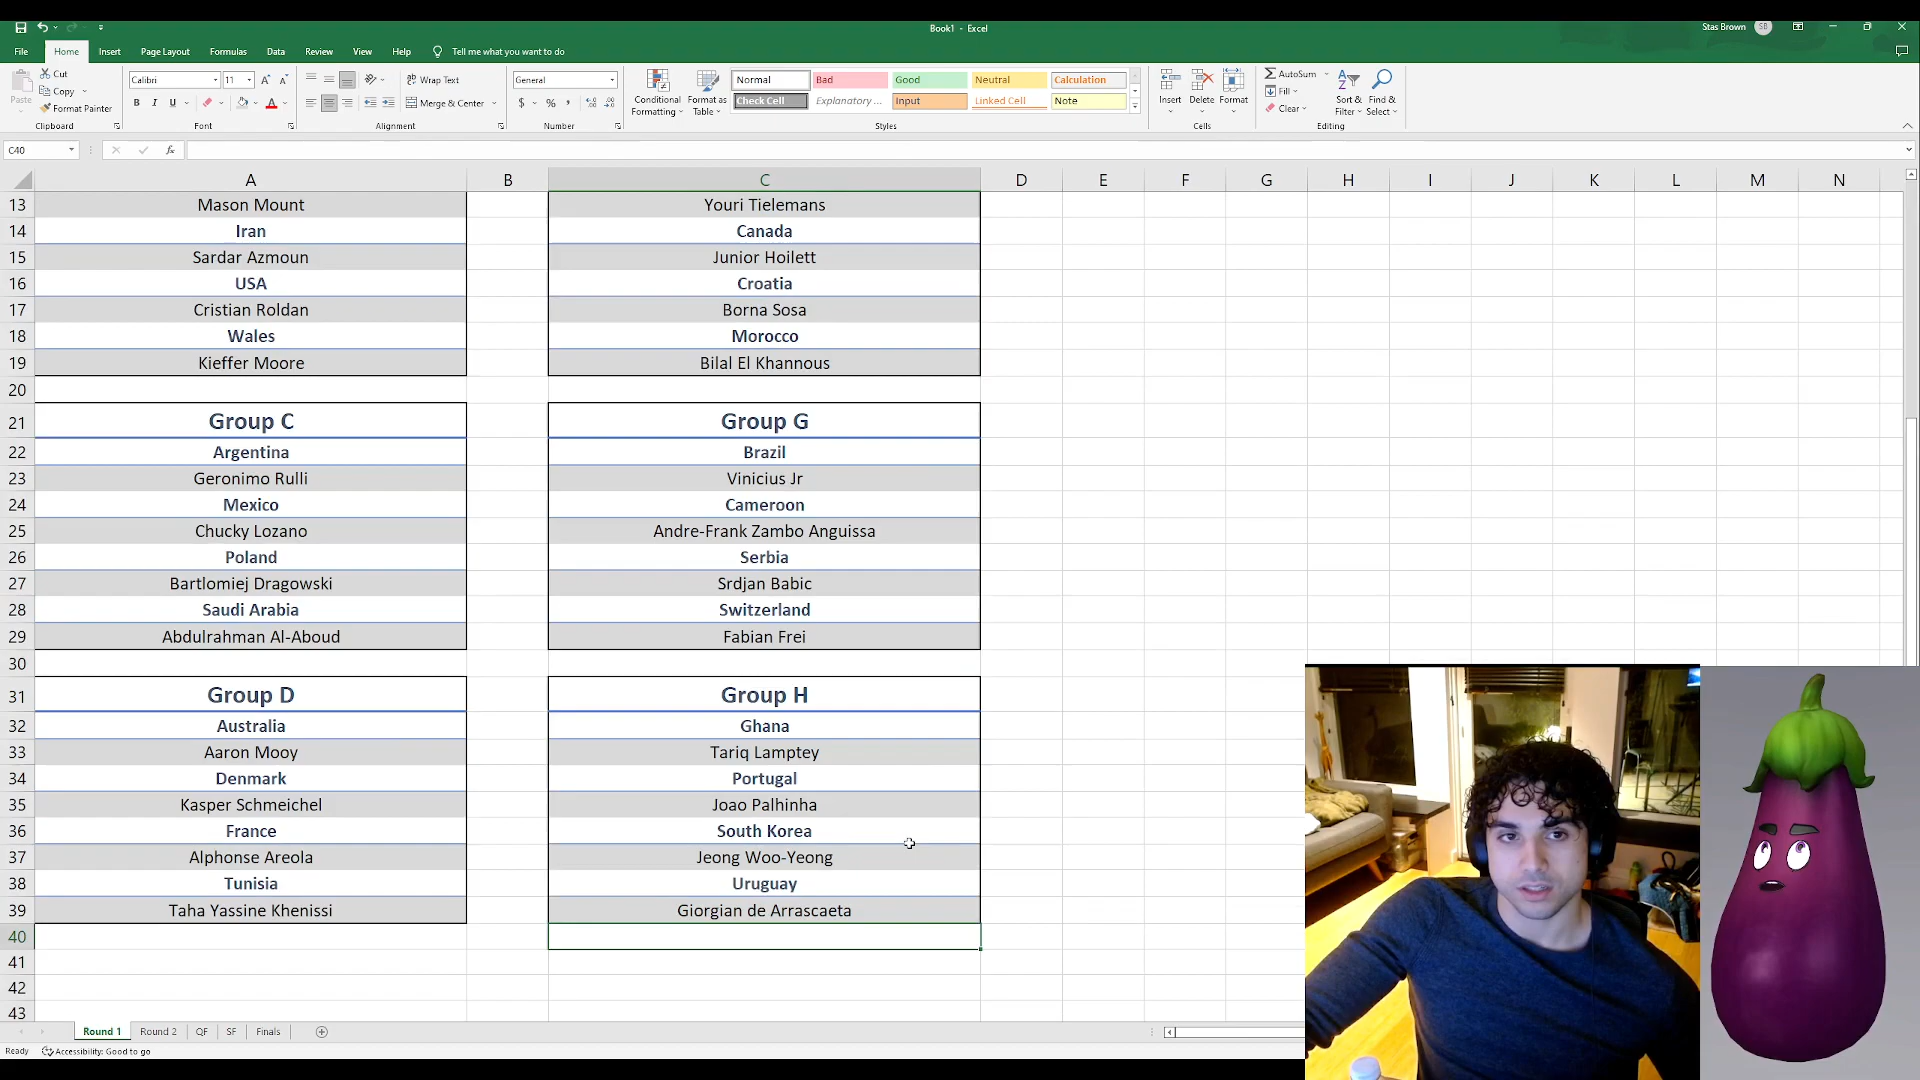 Book1 - Excel
Stas Brown
SB
File
Home
Insert
Page Layout
Formulas
Data
Review
View
Help
Tell me what you want to do
Paste
Cut
Copy
Format Painter
Clipboard
Calibri
11
B
I
U
Font
Wrap Text
Merge & Center
Alignment
General
$
%
Number
Conditional
Formatting
Format as
Table
Normal
Bad
Good
Neutral
Calculation
Check Cell
Explanatory ...
Input
Linked Cell
Note
Styles
Insert
Delete
Format
Cells
AutoSum
Fill
Clear
Sort &
Filter
Find &
Select
Editing
C40
fx
A B C D E F G H I J K L M N
13 Mason Mount Youri Tielemans
14 Iran Canada
15 Sardar Azmoun Junior Hoilett
16 USA Croatia
17 Cristian Roldan Borna Sosa
18 Wales Morocco
19 Kieffer Moore Bilal El Khannous
20
21 Group C Group G
22 Argentina Brazil
23 Geronimo Rulli Vinicius Jr
24 Mexico Cameroon
25 Chucky Lozano Andre-Frank Zambo Anguissa
26 Poland Serbia
27 Bartlomiej Dragowski Srdjan Babic
28 Saudi Arabia Switzerland
29 Abdulrahman Al-Aboud Fabian Frei
30
31 Group D Group H
32 Australia Ghana
33 Aaron Mooy Tariq Lamptey
34 Denmark Portugal
35 Kasper Schmeichel Joao Palhinha
36 France South Korea
37 Alphonse Areola Jeong Woo-Yeong
38 Tunisia Uruguay
39 Taha Yassine Khenissi Giorgian de Arrascaeta
40
41
42
43
Round 1 Round 2 QF SF Finals
Ready Accessibility: Good to go